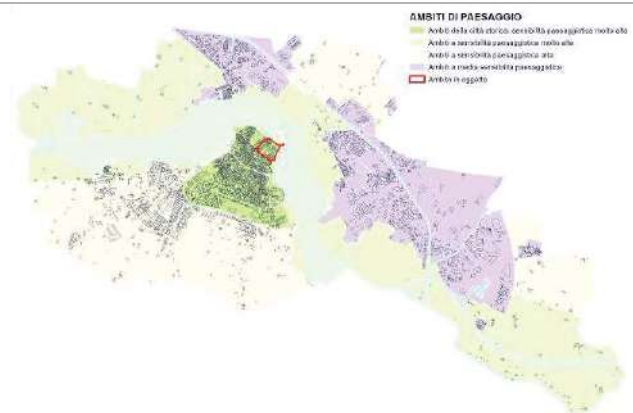 AMBITI DI PAESAGGIO
Ambiti della città storica: sensibilità paesaggistica molto alta
Ambiti a sensibilità paesaggistica molto alta
Ambiti a sensibilità paesaggistica alta
Ambiti a media sensibilità paesaggistica
Ambito in oggetto